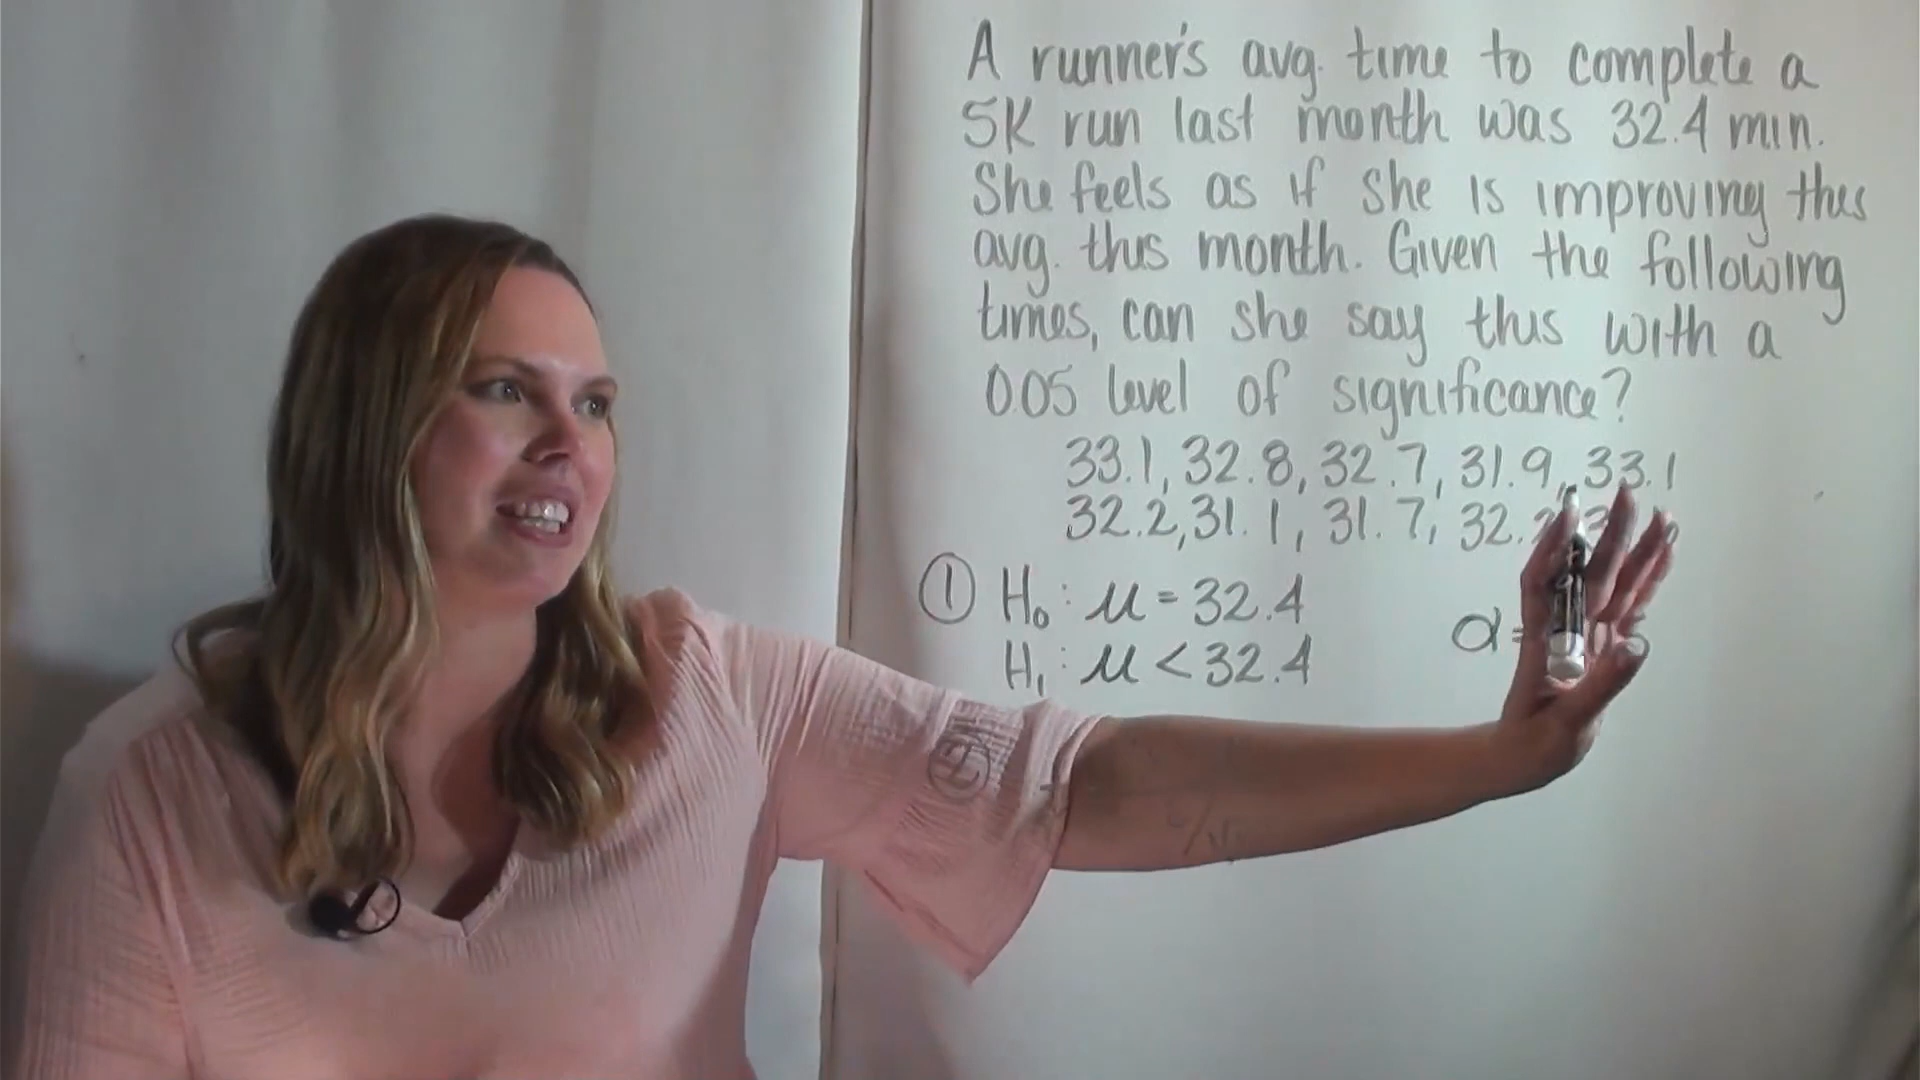 A runner's avg. time to complete a
5K run last month was 32.4 min.
She feels as if she is improving this
avg. this month. Given the following
times, can she say this with a
0.05 level of significance?
33.1, 32.8, 32.7, 31.9, 33.1
32.2, 31.1, 31.7,
① H₀: μ = 32.4
H₁: μ < 32.4
α =